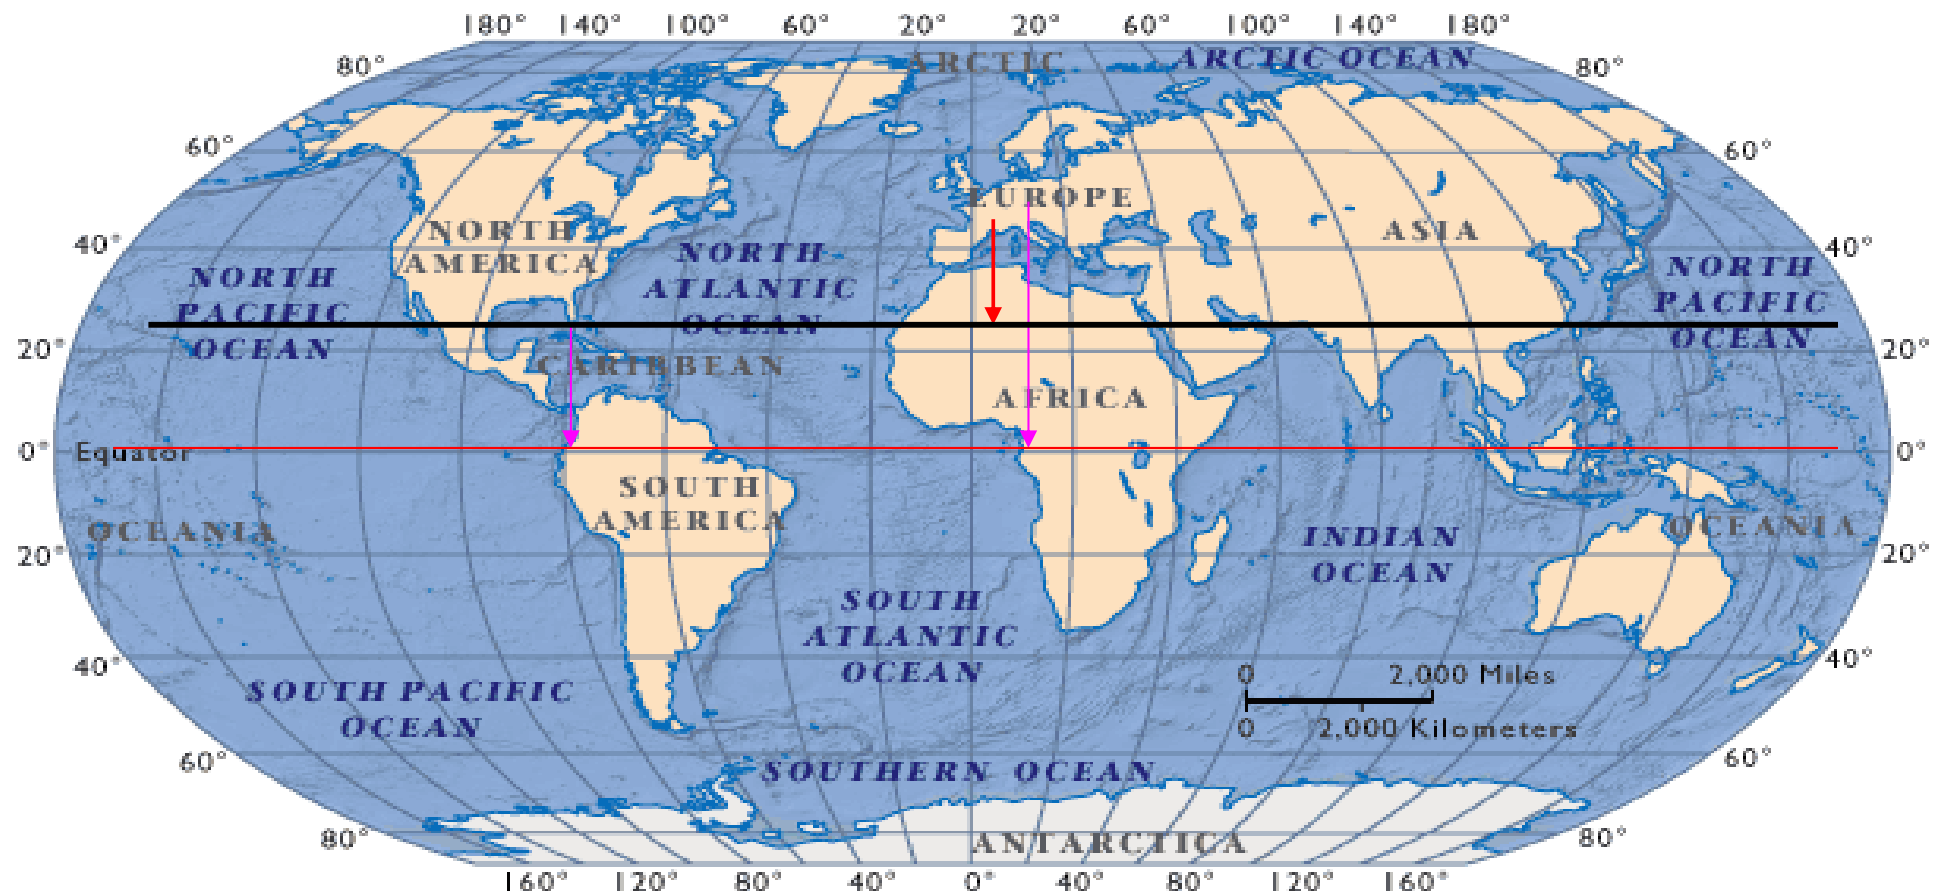 180° 140° 100° 60° 20° 20° 60° 100° 140° 180°
ARCTIC ARCTIC OCEAN
80° 80°
60° 60°
EUROPE
NORTH
AMERICA
ASIA
40° 40°
NORTH
PACIFIC
OCEAN
NORTH
ATLANTIC
OCEAN
NORTH
PACIFIC
OCEAN
20° 20°
CARIBBEAN
AFRICA
0° Equator 0°
SOUTH
AMERICA
OCEANIA OCEANIA
INDIAN
OCEAN
20° 20°
SOUTH
ATLANTIC
OCEAN
40° 40°
0 2,000 Miles
0 2,000 Kilometers
SOUTH PACIFIC
OCEAN
60° 60°
SOUTHERN OCEAN
80° 80°
ANTARCTICA
160° 120° 80° 40° 0° 40° 80° 120° 160°